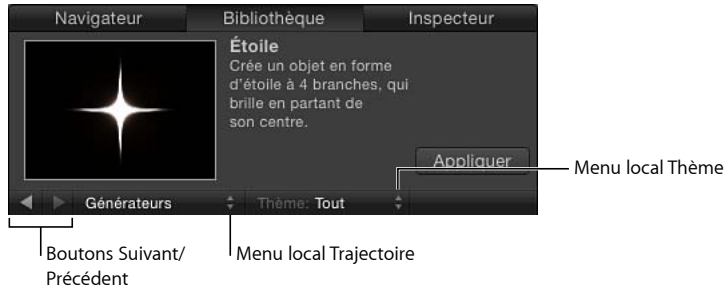 Navigateur
Bibliothèque
Inspecteur
Étoile
Crée un objet en forme
d'étoile à 4 branches, qui
brille en partant de
son centre.
Appliquer
Menu local Thème
Générateurs
Thème: Tout
Boutons Suivant/
Précédent
Menu local Trajectoire